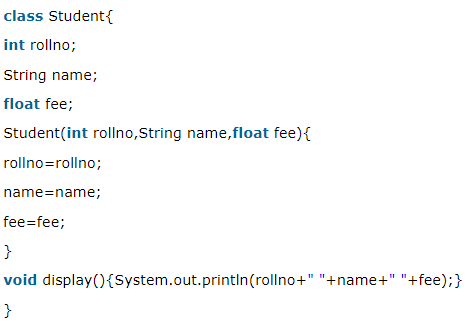 class Student{
int rollno;
String name;
float fee;
Student(int rollno,String name,float fee){
rollno=rollno;
name=name;
fee=fee;
}
void display(){System.out.println(rollno+" "+name+" "+fee);}
}